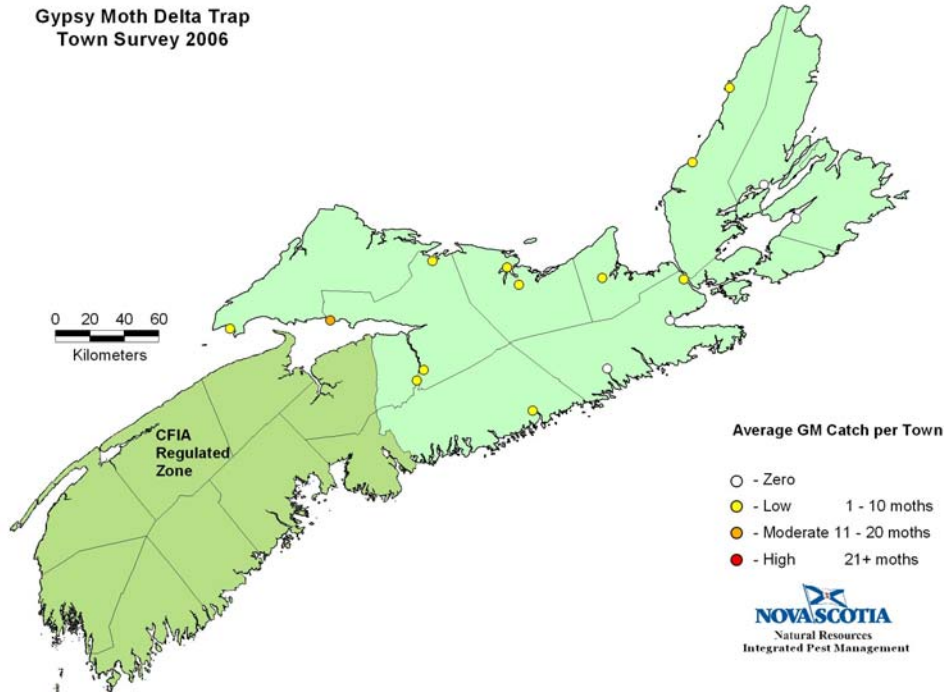 Gypsy Moth Delta Trap
Town Survey 2006
0 20 40 60
Kilometers
CFIA
Regulated
Zone
Average GM Catch per Town
- Zero
- Low 1 - 10 moths
- Moderate 11 - 20 moths
- High 21+ moths
NOVA SCOTIA
Natural Resources
Integrated Pest Management